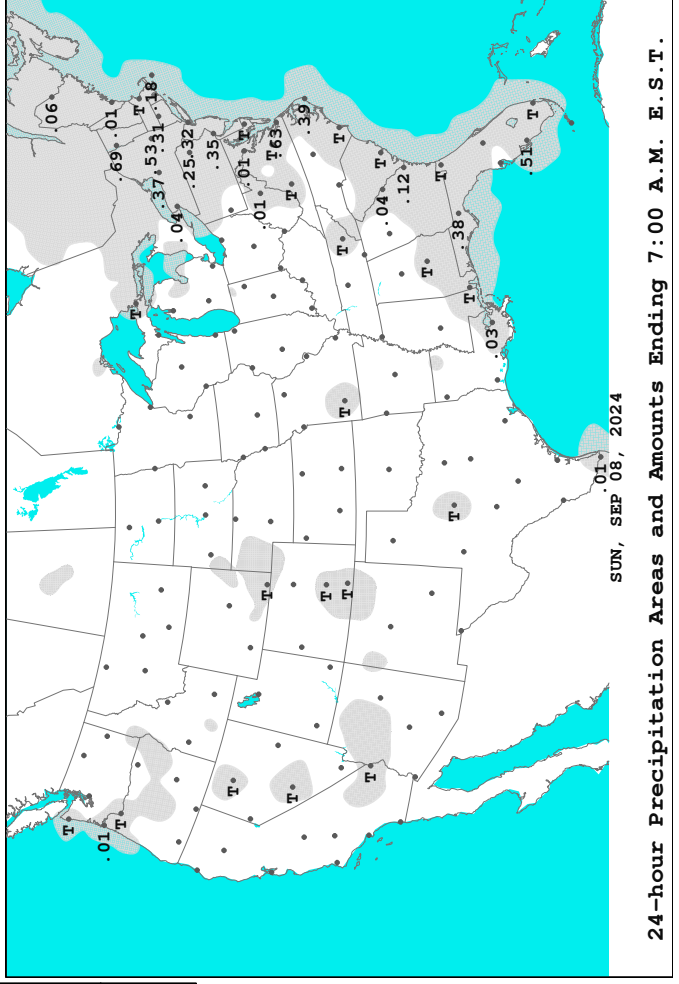 .06
T
.01
.01
.69
T
T
T
.53
.18
.37
.31
.04
.25
.32
.35
T
.01
T
.01
T
T
.63
T
T
.39
T
T
T
T
T
T
T
.04
.12
T
T
T
.38
T
.03
.51
T
.01
SUN, SEP 08, 2024
24-hour Precipitation Areas and Amounts Ending 7:00 A.M. E.S.T.